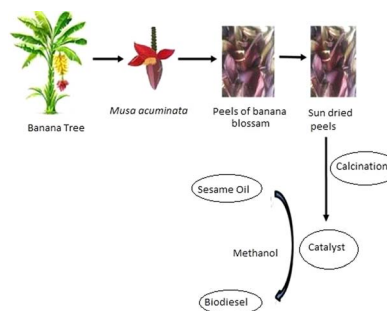 Banana Tree
Musa acuminata
Peels of banana
blossam
Sun dried
peels
Calcination
Sesame Oil
Methanol
Catalyst
Biodiesel